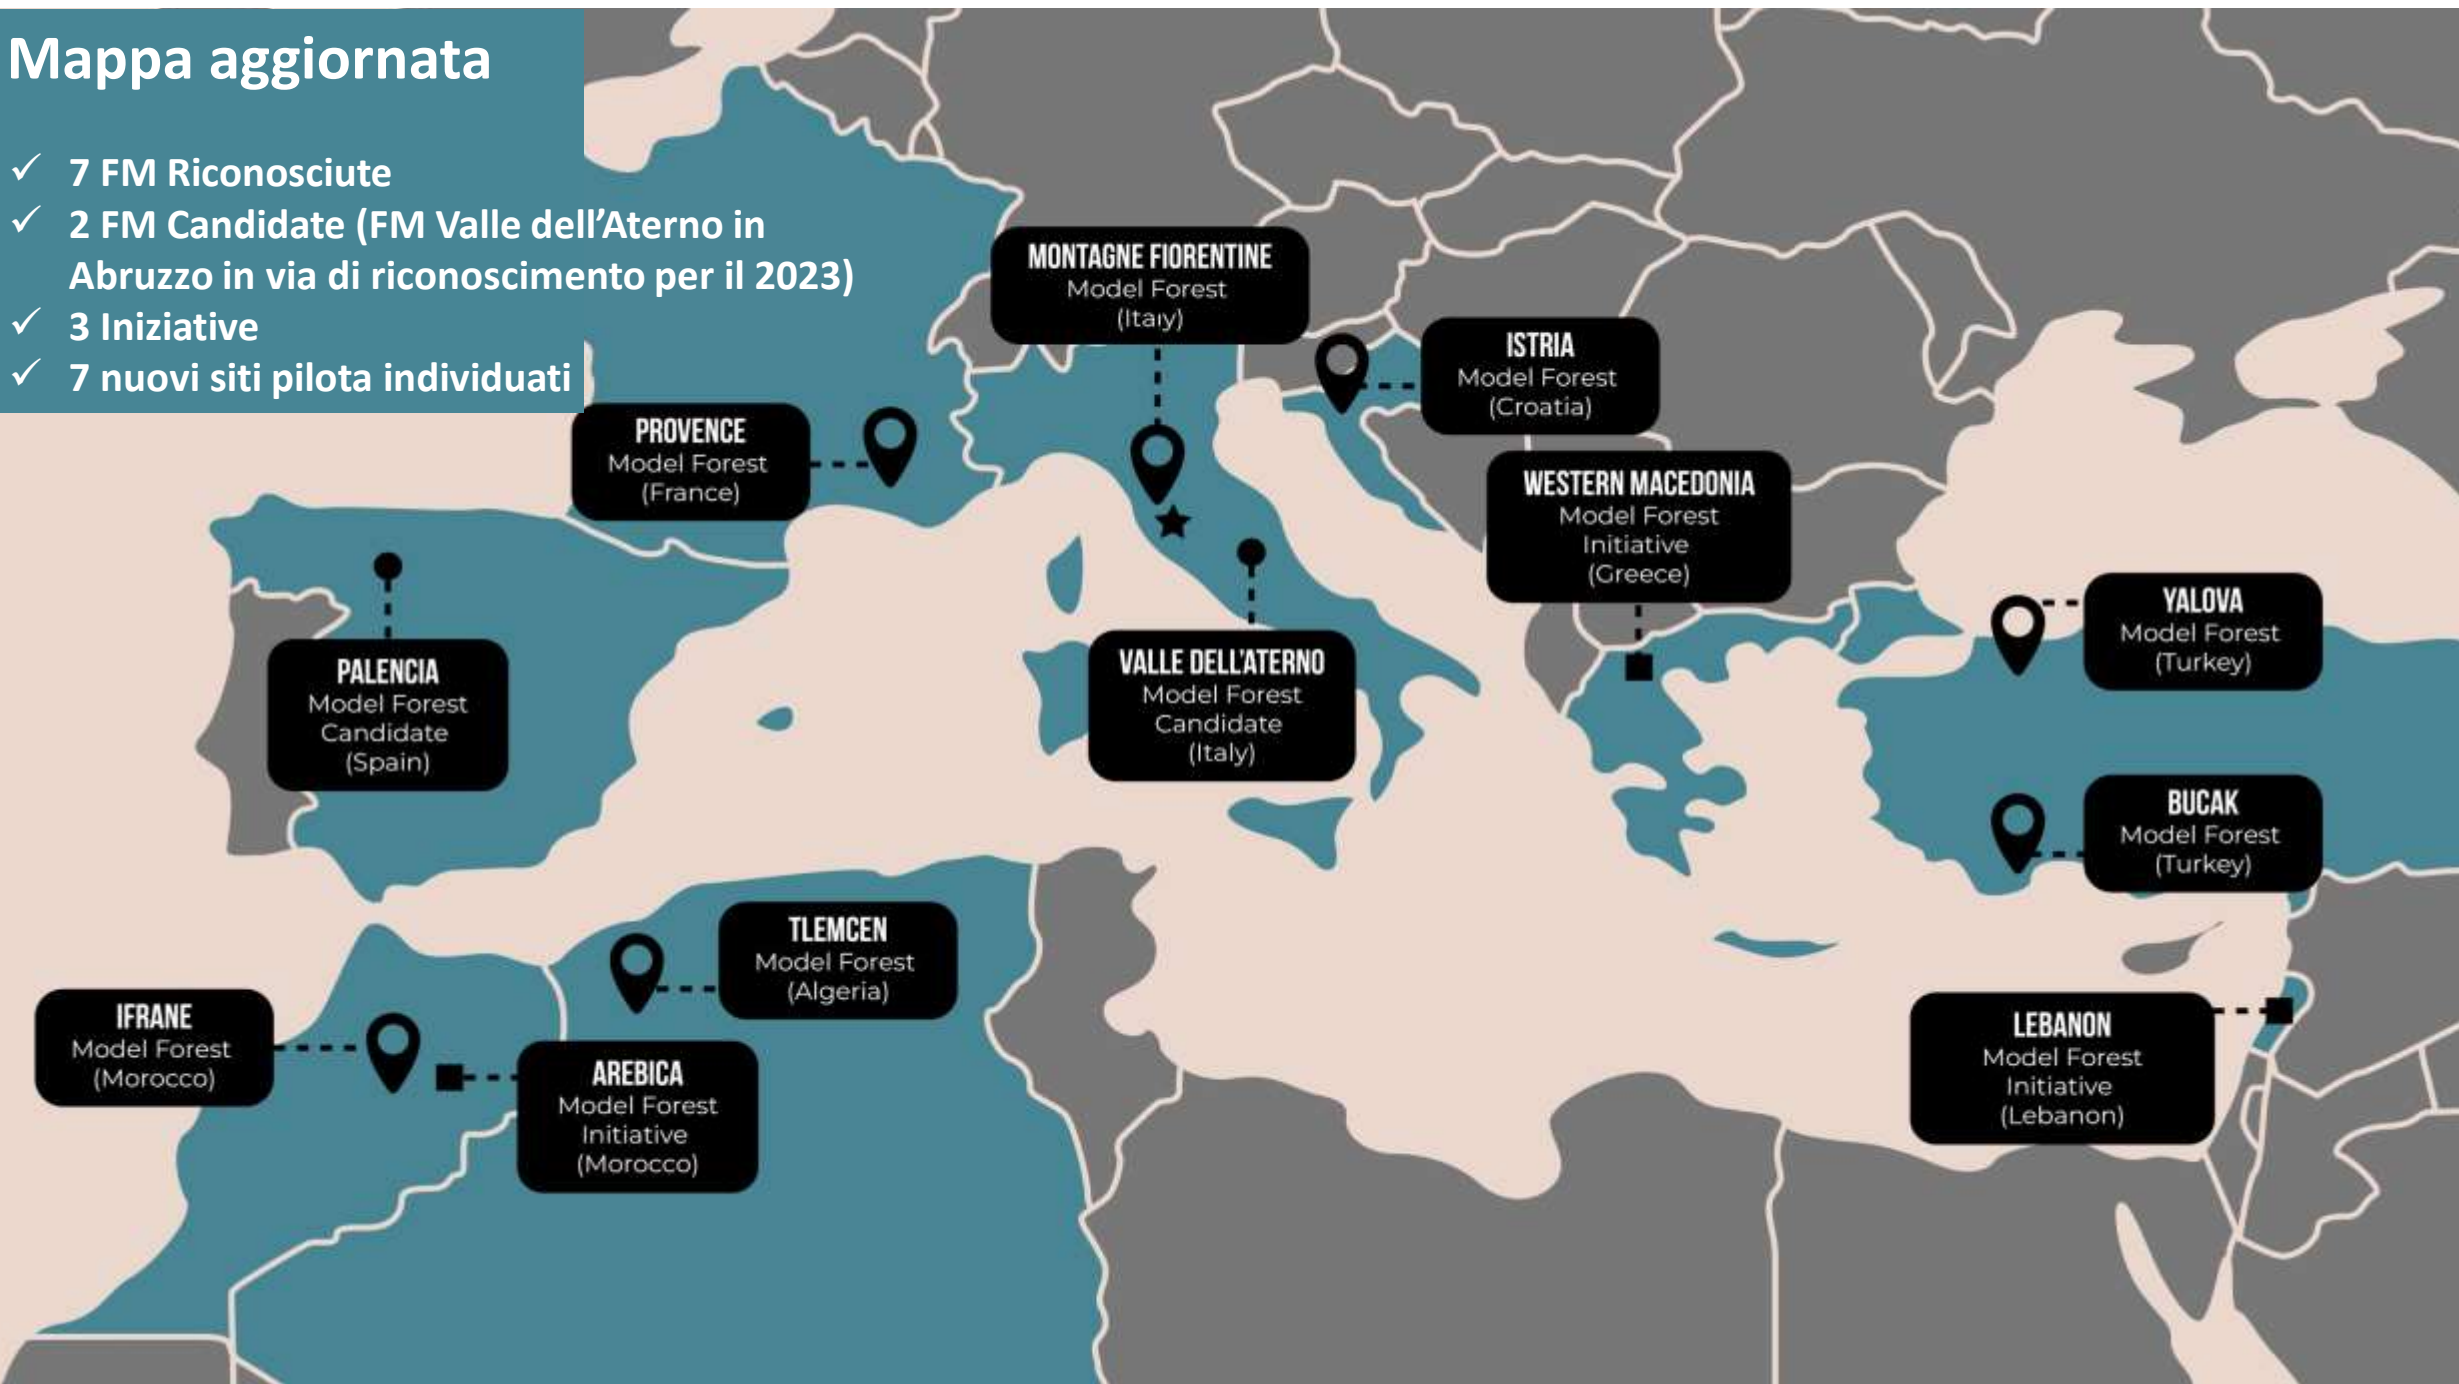 Mappa aggiornata
✓ 7 FM Riconosciute
✓ 2 FM Candidate (FM Valle dell’Aterno in
Abruzzo in via di riconoscimento per il 2023)
✓ 3 Iniziative
✓ 7 nuovi siti pilota individuati
MONTAGNE FIORENTINE
Model Forest
(Italy)
ISTRIA
Model Forest
(Croatia)
PROVENCE
Model Forest
(France)
WESTERN MACEDONIA
Model Forest
Initiative
(Greece)
YALOVA
Model Forest
(Turkey)
PALENCIA
Model Forest
Candidate
(Spain)
VALLE DELL'ATERNO
Model Forest
Candidate
(Italy)
BUCAK
Model Forest
(Turkey)
TLEMCEN
Model Forest
(Algeria)
IFRANE
Model Forest
(Morocco)
AREBICA
Model Forest
Initiative
(Morocco)
LEBANON
Model Forest
Initiative
(Lebanon)